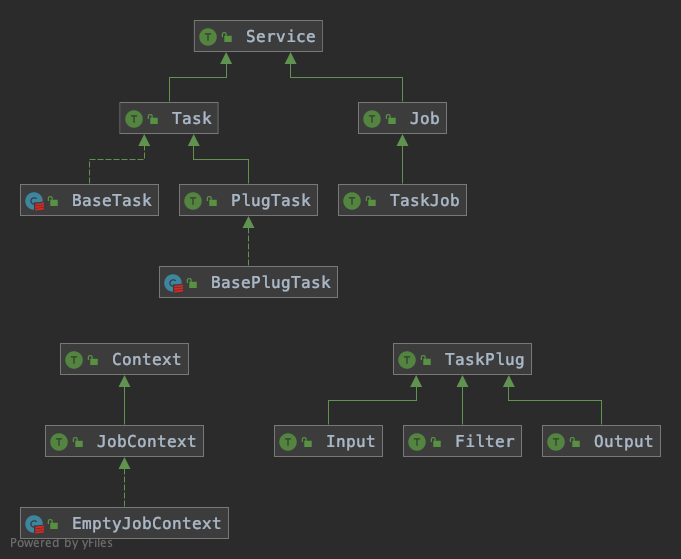 T Service
T Task
T Job
C BaseTask
T PlugTask
T TaskJob
C BasePlugTask
T Context
T TaskPlug
T JobContext
T Input
T Filter
T Output
C EmptyJobContext
Powered by yFiles